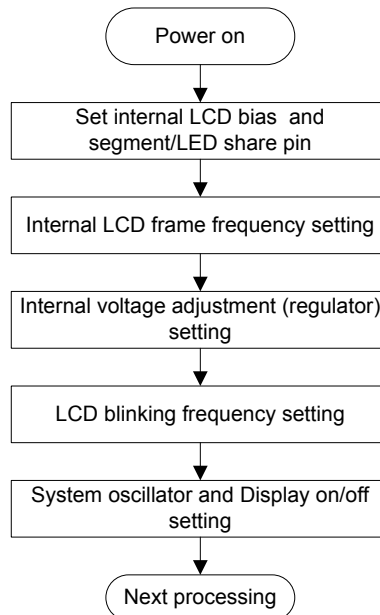 Power on
Set internal LCD bias and
segment/LED share pin
Internal LCD frame frequency setting
Internal voltage adjustment (regulator)
setting
LCD blinking frequency setting
System oscillator and Display on/off
setting
Next processing